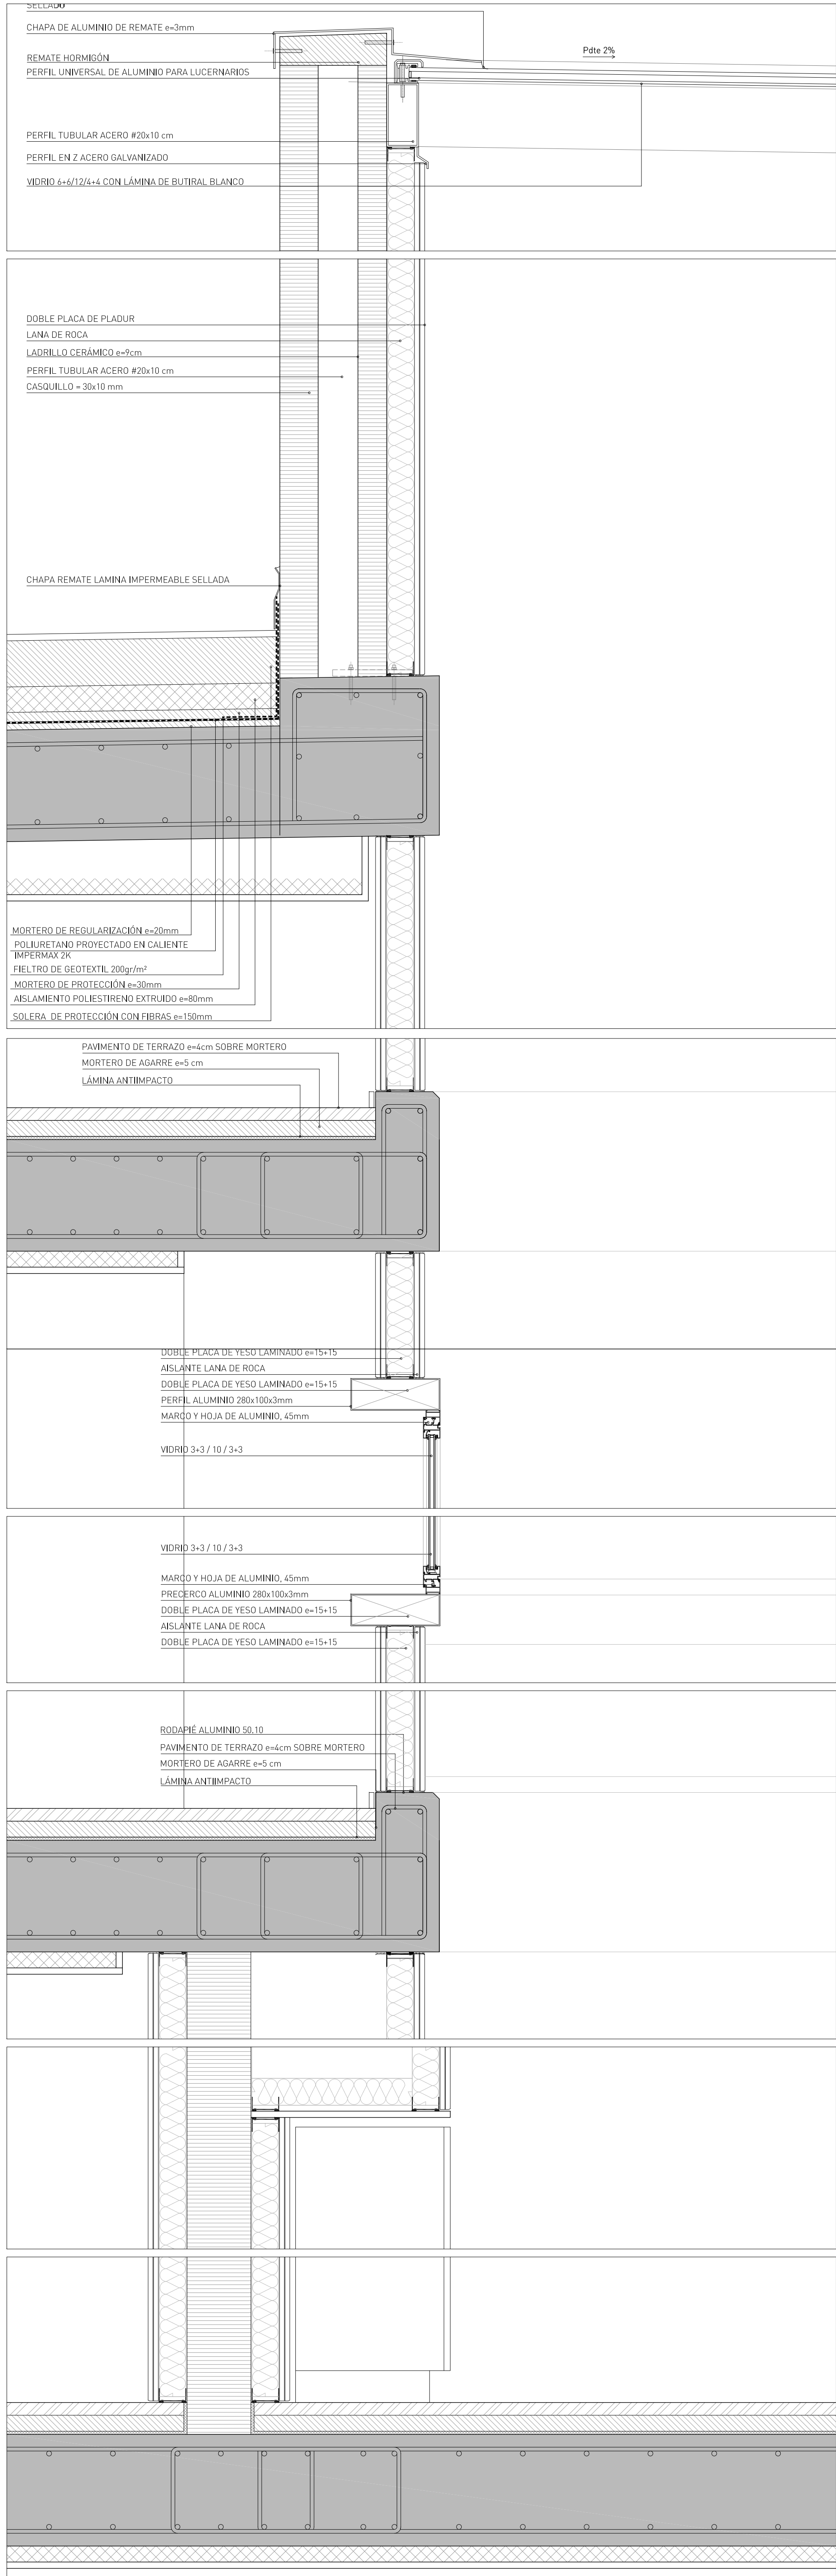 SELLADO
CHAPA DE ALUMINIO DE REMATE e=3mm
Pdte 2%
REMATE HORMIGÓN
PERFIL UNIVERSAL DE ALUMINIO PARA LUCERNARIOS
PERFIL TUBULAR ACERO #20x10 cm
PERFIL EN Z ACERO GALVANIZADO
VIDRIO 6+6/12/4+4 CON LÁMINA DE BUTIRAL BLANCO
DOBLE PLACA DE PLADUR
LANA DE ROCA
LADRILLO CERÁMICO e=9cm
PERFIL TUBULAR ACERO #20x10 cm
CASQUILLO = 30x10 mm
CHAPA REMATE LAMINA IMPERMEABLE SELLADA
MORTERO DE REGULARIZACIÓN e=20mm
POLIURETANO PROYECTADO EN CALIENTE
IMPERMAX 2K
FIELTRO DE GEOTEXTIL 200gr/m²
MORTERO DE PROTECCIÓN e=30mm
AISLAMIENTO POLIESTIRENO EXTRUIDO e=80mm
SOLERA DE PROTECCIÓN CON FIBRAS e=150mm
PAVIMENTO DE TERRAZO e=4cm SOBRE MORTERO
MORTERO DE AGARRE e=5 cm
LÁMINA ANTIIMPACTO
DOBLE PLACA DE YESO LAMINADO e=15+15
AISLANTE LANA DE ROCA
DOBLE PLACA DE YESO LAMINADO e=15+15
PERFIL ALUMINIO 280x100x3mm
MARCO Y HOJA DE ALUMINIO, 45mm
VIDRIO 3+3 / 10 / 3+3
VIDRIO 3+3 / 10 / 3+3
MARCO Y HOJA DE ALUMINIO, 45mm
PRECERCO ALUMINIO 280x100x3mm
DOBLE PLACA DE YESO LAMINADO e=15+15
AISLANTE LANA DE ROCA
DOBLE PLACA DE YESO LAMINADO e=15+15
RODAPIÉ ALUMINIO 50.10
PAVIMENTO DE TERRAZO e=4cm SOBRE MORTERO
MORTERO DE AGARRE e=5 cm
LÁMINA ANTIIMPACTO